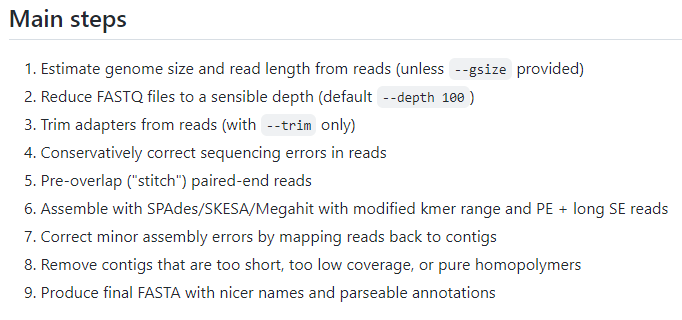 Main steps
1. Estimate genome size and read length from reads (unless --gsize provided)
2. Reduce FASTQ files to a sensible depth (default --depth 100)
3. Trim adapters from reads (with --trim only)
4. Conservatively correct sequencing errors in reads
5. Pre-overlap ("stitch") paired-end reads
6. Assemble with SPAdes/SKESA/Megahit with modified kmer range and PE + long SE reads
7. Correct minor assembly errors by mapping reads back to contigs
8. Remove contigs that are too short, too low coverage, or pure homopolymers
9. Produce final FASTA with nicer names and parseable annotations